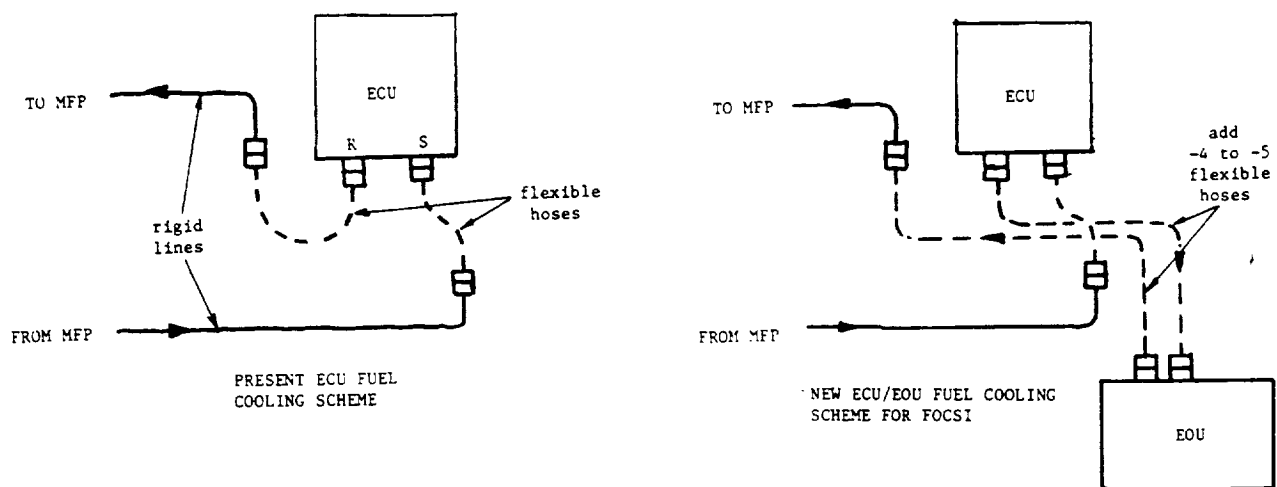 ECU
TO MFP
K S
flexible
hoses
rigid
lines
FROM MFP
PRESENT ECU FUEL
COOLING SCHEME
ECU
TO MFP
add
-4 to -5
flexible
hoses
FROM MFP
NEW ECU/EOU FUEL COOLING
SCHEME FOR FOCSI
EOU